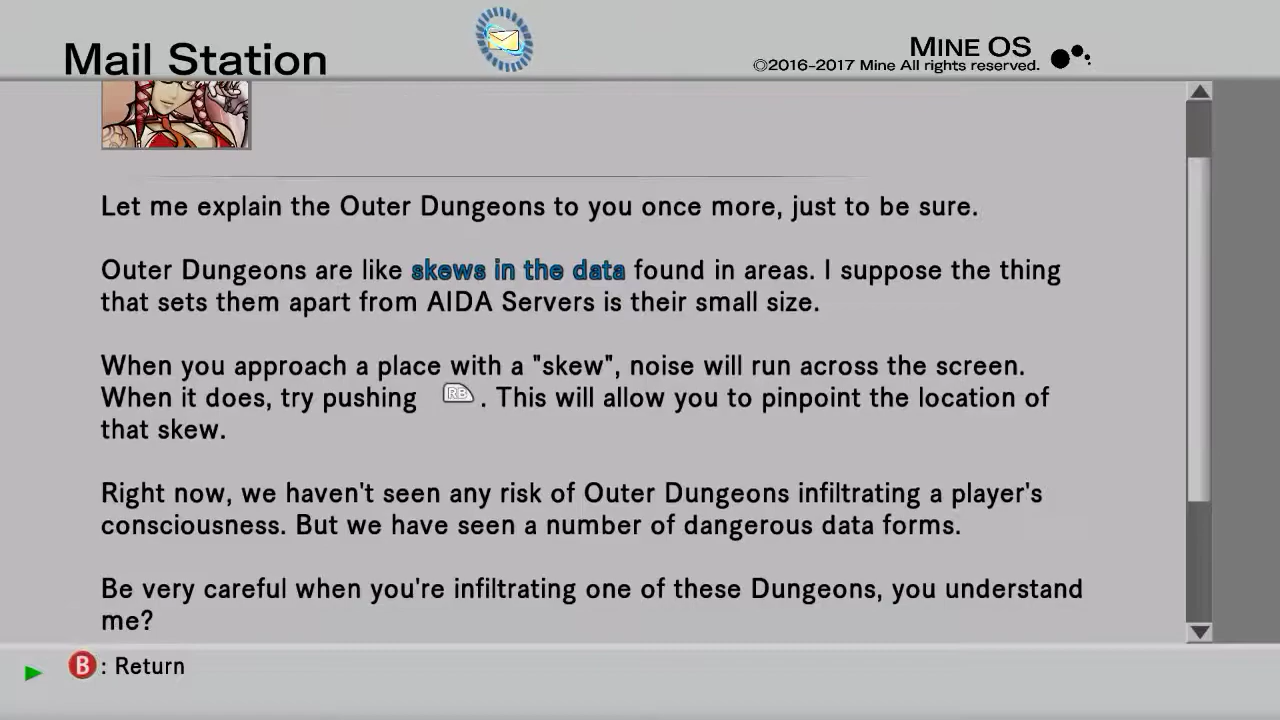 Mail Station
MINE OS
©2016-2017 Mine All rights reserved.
Let me explain the Outer Dungeons to you once more, just to be sure.
Outer Dungeons are like skews in the data found in areas. I suppose the thing
that sets them apart from AIDA Servers is their small size.
When you approach a place with a "skew", noise will run across the screen.
When it does, try pushing RB. This will allow you to pinpoint the location of
that skew.
Right now, we haven't seen any risk of Outer Dungeons infiltrating a player's
consciousness. But we have seen a number of dangerous data forms.
Be very careful when you're infiltrating one of these Dungeons, you understand
me?
B: Return